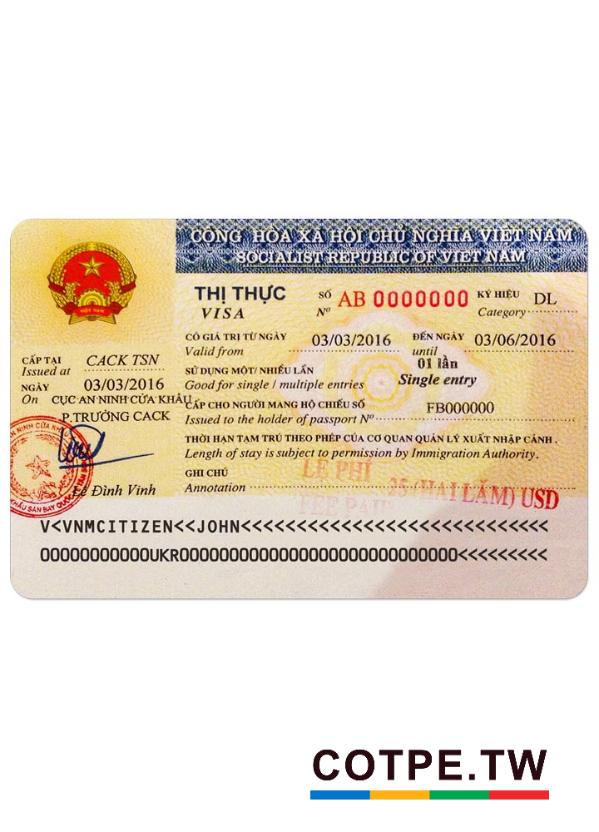 CỘNG HÒA XÃ HỘI CHỦ NGHĨA VIỆT NAM
SOCIALIST REPUBLIC OF VIET NAM
THỊ THỰC
VISA
SỐ AB 0000000 KÝ HIỆU DL
Nº Category
CÓ GIÁ TRỊ TỪ NGÀY 03/03/2016 ĐẾN NGÀY 03/06/2016
Valid from until
CẤP TẠI CACK TSN
Issued at
SỬ DỤNG MỘT/ NHIỀU LẦN 01 lần
Good for single / multiple entries Single entry
NGÀY 03/03/2016
On CỤC AN NINH CỬA KHẨU
CẤP CHO NGƯỜI MANG HỘ CHIẾU SỐ FB000000
P.TRƯỞNG CACK
Issued to the holder of passport Nº
THỜI HẠN TẠM TRÚ THEO PHÉP CỦA CƠ QUAN QUẢN LÝ XUẤT NHẬP CẢNH .
Length of stay is subject to permission by Immigration Authority.
GHI CHÚ
Annotation
LỆ PHÍ
FEE PAID
25 (HAI LĂM) USD
Lê Đình Vinh
V<VNMCITIZEN<<JOHN<<<<<<<<<<<<<<<<<<<<<<<<<<
COTPE.TW